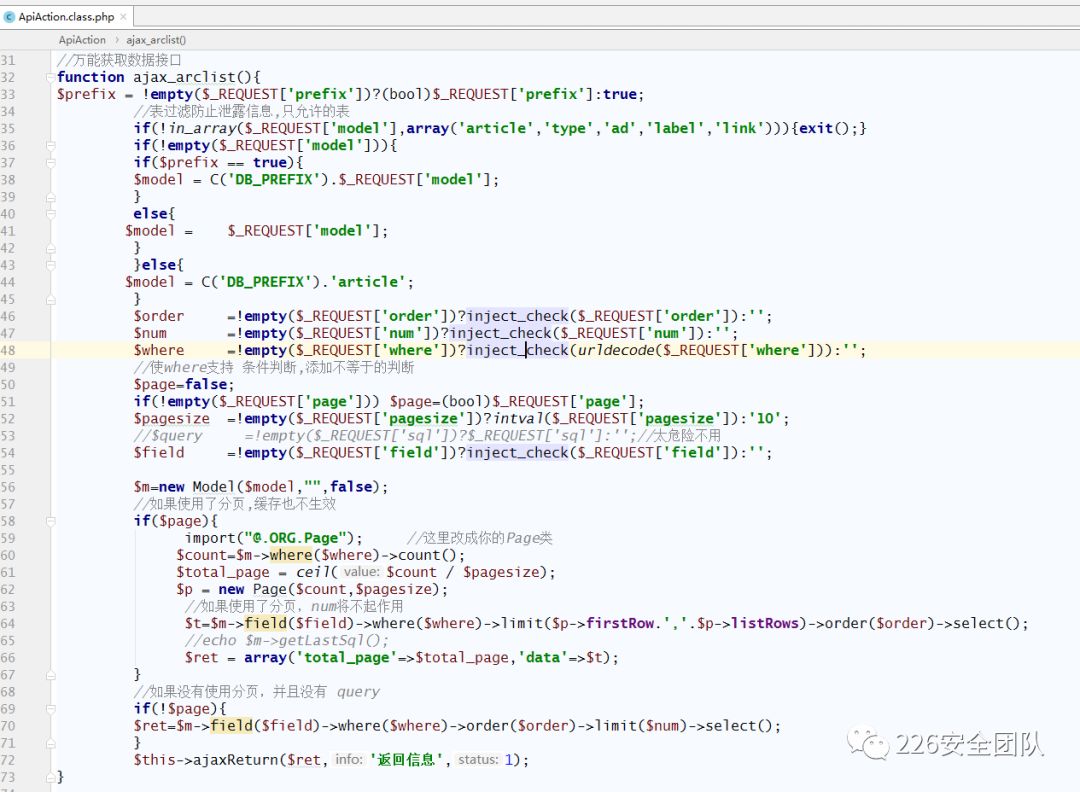 ApiAction.class.php
ApiAction › ajax_arclist()
31 //万能获取数据接口
32 function ajax_arclist(){
33 $prefix = !empty($_REQUEST['prefix'])?(bool)$_REQUEST['prefix']:true;
34 //表过滤防止泄露信息,只允许的表
35 if(!in_array($_REQUEST['model'],array('article','type','ad','label','link'))){exit();}
36 if(!empty($_REQUEST['model'])){
37 if($prefix == true){
38 $model = C('DB_PREFIX').$_REQUEST['model'];
39 }
40 else{
41 $model = $_REQUEST['model'];
42 }
43 }else{
44 $model = C('DB_PREFIX').'article';
45 }
46 $order =!empty($_REQUEST['order'])?inject_check($_REQUEST['order']):'';
47 $num =!empty($_REQUEST['num'])?inject_check($_REQUEST['num']):'';
48 $where =!empty($_REQUEST['where'])?inject_check(urldecode($_REQUEST['where'])):'';
49 //使where支持 条件判断,添加不等于的判断
50 $page=false;
51 if(!empty($_REQUEST['page'])) $page=(bool)$_REQUEST['page'];
52 $pagesize =!empty($_REQUEST['pagesize'])?intval($_REQUEST['pagesize']):'10';
53 //$query =!empty($_REQUEST['sql'])?$_REQUEST['sql']:'';//太危险不用
54 $field =!empty($_REQUEST['field'])?inject_check($_REQUEST['field']):'';
55
56 $m=new Model($model,"",false);
57 //如果使用了分页,缓存也不生效
58 if($page){
59 import("@.ORG.Page"); //这里改成你的Page类
60 $count=$m->where($where)->count();
61 $total_page = ceil( value: $count / $pagesize);
62 $p = new Page($count,$pagesize);
63 //如果使用了分页，num将不起作用
64 $t=$m->field($field)->where($where)->limit($p->firstRow.','.$p->listRows)->order($order)->select();
65 //echo $m->getLastSql();
66 $ret = array('total_page'=>$total_page,'data'=>$t);
67 }
68 //如果没有使用分页，并且没有 query
69 if(!$page){
70 $ret=$m->field($field)->where($where)->order($order)->limit($num)->select();
71 }
72 $this->ajaxReturn($ret, info: '返回信息', status: 1);
73 }
226安全团队